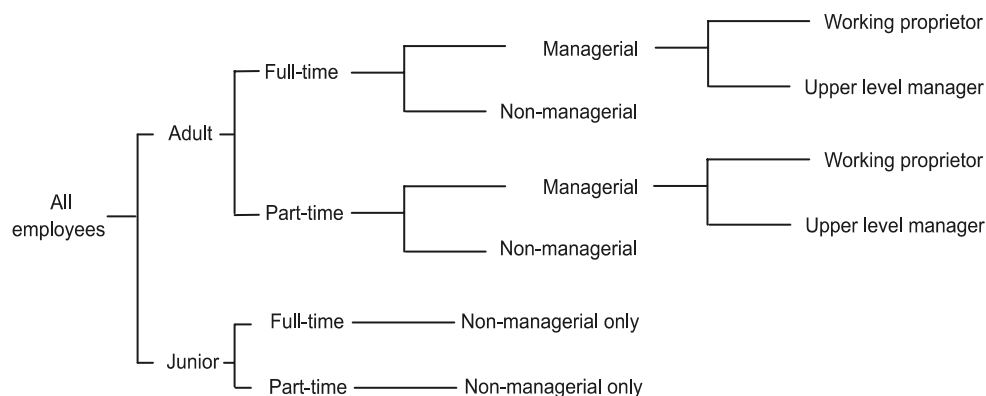 Working proprietor
Managerial
Full-time
Upper level manager
Non-managerial
Adult
Working proprietor
Managerial
All
employees
Part-time
Upper level manager
Non-managerial
Full-time
Non-managerial only
Junior
Part-time
Non-managerial only